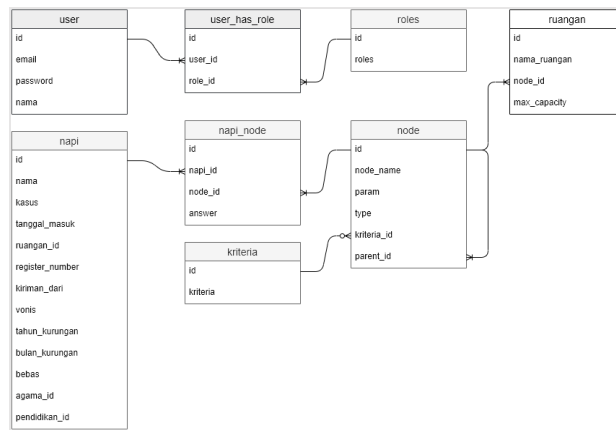 user
id
email
password
nama
user_has_role
id
user_id
role_id
roles
id
roles
ruangan
id
nama_ruangan
node_id
max_capacity
napi
id
nama
kasus
tanggal_masuk
ruangan_id
register_number
kiriman_dari
vonis
tahun_kurungan
bulan_kurungan
bebas
agama_id
pendidikan_id
napi_node
id
napi_id
node_id
answer
node
id
node_name
param
type
kriteria_id
parent_id
kriteria
id
kriteria